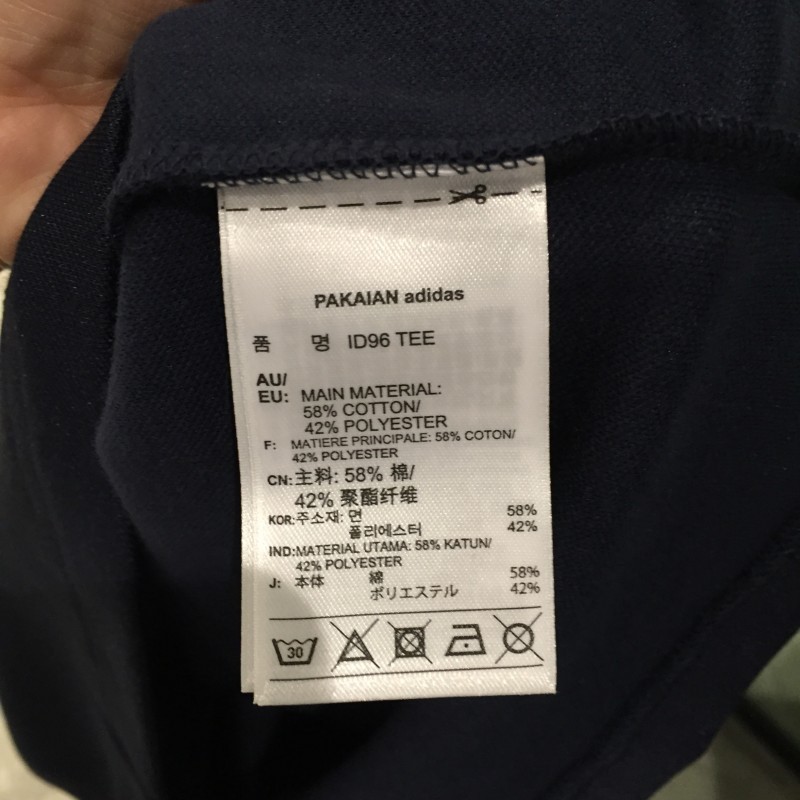 PAKAIAN adidas
품 명 ID96 TEE
AU/
EU: MAIN MATERIAL:
58% COTTON/
42% POLYESTER
F: MATIERE PRINCIPALE: 58% COTON/
42% POLYESTER
CN:主料: 58% 棉/
42% 聚酯纤维
KOR:주소재: 면 58%
폴리에스터 42%
IND:MATERIAL UTAMA: 58% KATUN/
42% POLYESTER
J: 本体 綿 58%
ポリエステル 42%
30